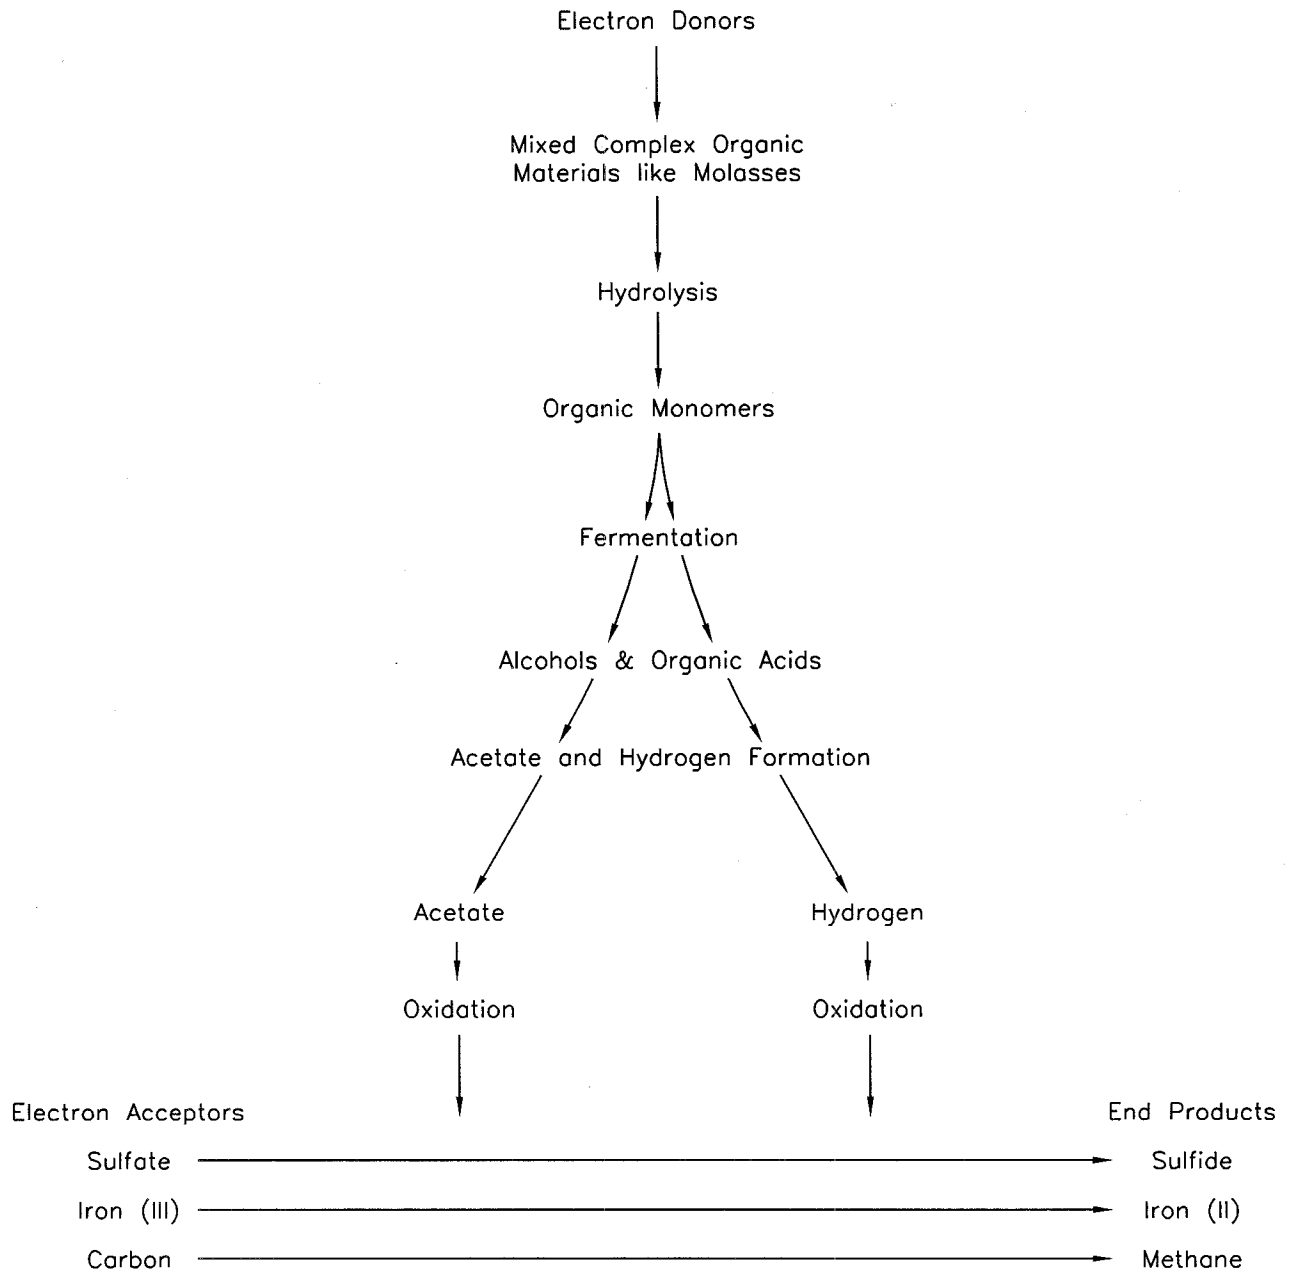 Electron Donors
Mixed Complex Organic
Materials like Molasses
Hydrolysis
Organic Monomers
Fermentation
Alcohols & Organic Acids
Acetate and Hydrogen Formation
Acetate
Hydrogen
Oxidation
Oxidation
Electron Acceptors
End Products
Sulfate
Sulfide
Iron (III)
Iron (II)
Carbon
Methane